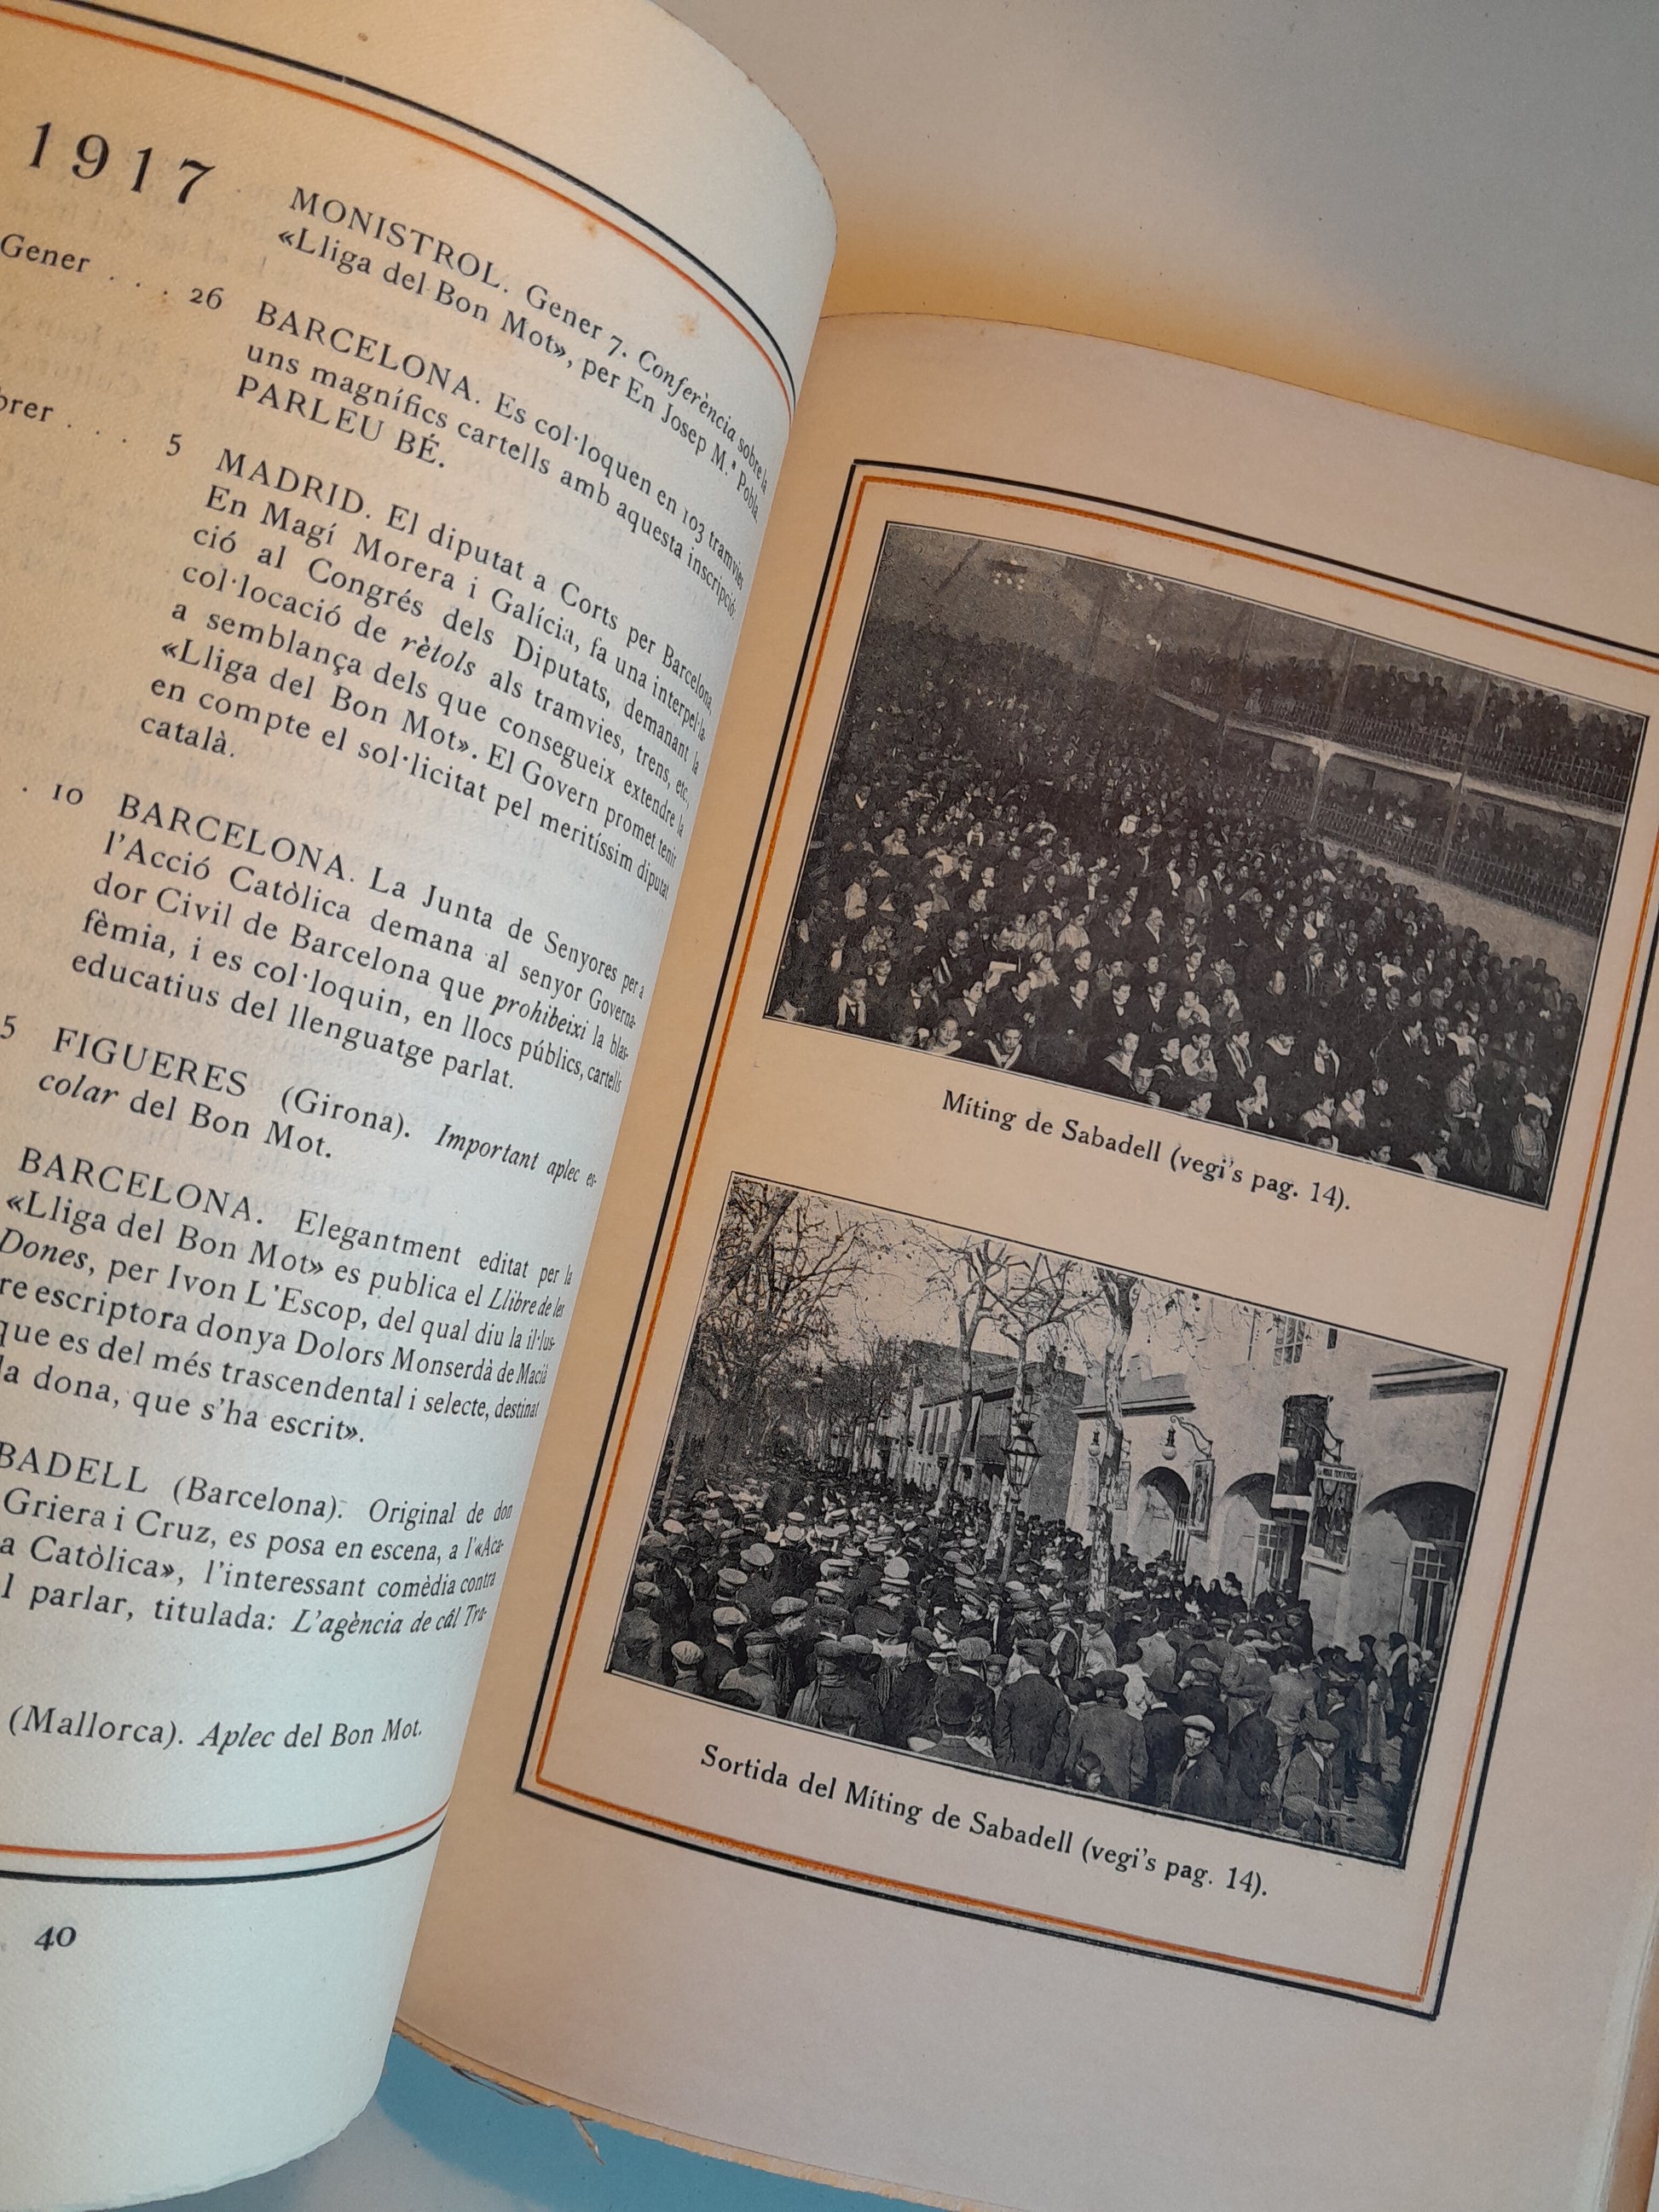 1917
MONISTROL. Gener 7. Conferència sobre la
«Lliga del Bon Mot», per En Josep M.ª Pobla.
Gener . . . 26 BARCELONA. Es col·loquen en 103 tramvies
uns magnífics cartells amb aquesta inscripció:
PARLEU BÉ.
brer . . . 5 MADRID. El diputat a Corts per Barcelona,
En Magí Morera i Galícia, fa una interpel·la-
ció al Congrés dels Diputats, demanant la
col·locació de rètols als tramvies, trens, etc.,
a semblança dels que consegueix extendre la
«Lliga del Bon Mot». El Govern promet tenir
en compte el sol·licitat pel meritíssim diputat
català.
. 10 BARCELONA. La Junta de Senyores per a
l'Acció Catòlica demana al senyor Governa-
dor Civil de Barcelona que prohibeixi la blas-
fèmia, i es col·loquin, en llocs públics, cartells
educatius del llenguatge parlat.
5 FIGUERES (Girona). Important aplec es-
colar del Bon Mot.
BARCELONA. Elegantment editat per la
«Lliga del Bon Mot» es publica el Llibre de les
Dones, per Ivon L'Escop, del qual diu la il·lus-
re escriptora donya Dolors Monserdà de Macià
que es del més trascendental i selecte, destinat
la dona, que s'ha escrit».
BADELL (Barcelona). Original de don
Griera i Cruz, es posa en escena, a l'«Aca-
a Catòlica», l'interessant comèdia contra
l parlar, titulada: L'agència de cál Tra-
(Mallorca). Aplec del Bon Mot.
40
Míting de Sabadell (vegi's pag. 14).
Sortida del Míting de Sabadell (vegi's pag. 14).